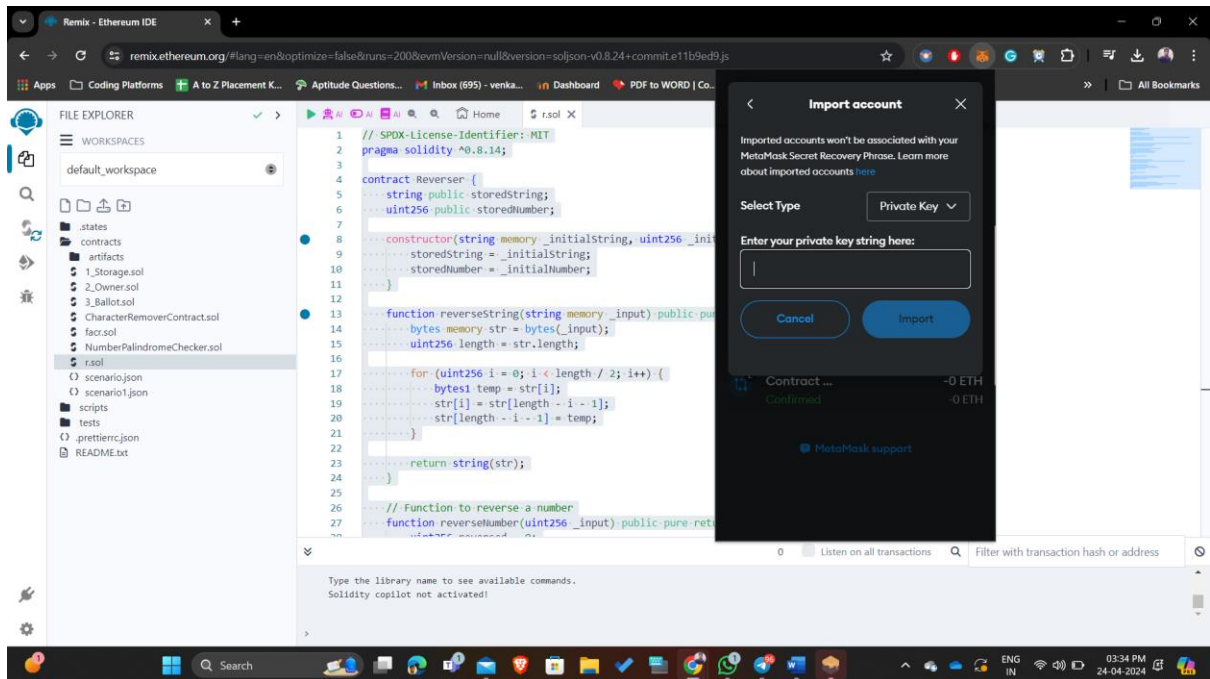 Remix - Ethereum IDE
remix.ethereum.org/#lang=en&optimize=false&runs=200&evmVersion=null&version=soljson-v0.8.24+commit.e11b9ed9.js
Apps Coding Platforms A to Z Placement K... Aptitude Questions... Inbox (695) - venka... Dashboard PDF to WORD | Co... » All Bookmarks
FILE EXPLORER
WORKSPACES
default_workspace
.states
contracts
artifacts
1_Storage.sol
2_Owner.sol
3_Ballot.sol
CharacterRemoverContract.sol
facr.sol
NumberPalindromeChecker.sol
r.sol
scenario.json
scenario1.json
scripts
tests
.prettierrc.json
README.txt
AI AI AI Home r.sol
1 // SPDX-License-Identifier: MIT
2 pragma solidity ^0.8.14;
3
4 contract Reverser {
5 string public storedString;
6 uint256 public storedNumber;
7
8 constructor(string memory _initialString, uint256 _init
9 storedString = _initialString;
10 storedNumber = _initialNumber;
11 }
12
13 function reverseString(string memory _input) public pu
14 bytes memory str = bytes(_input);
15 uint256 length = str.length;
16
17 for (uint256 i = 0; i < length / 2; i++) {
18 bytes1 temp = str[i];
19 str[i] = str[length - i - 1];
20 str[length - i - 1] = temp;
21 }
22
23 return string(str);
24 }
25
26 // Function to reverse a number
27 function reverseNumber(uint256 _input) public pure retu
Import account
Imported accounts won't be associated with your
MetaMask Secret Recovery Phrase. Learn more
about imported accounts here
Select Type Private Key
Enter your private key string here:
Cancel Import
Contract ... -0 ETH
Confirmed -0 ETH
MetaMask support
0 Listen on all transactions Filter with transaction hash or address
Type the library name to see available commands.
Solidity copilot not activated!
>
Search
ENG
IN
03:34 PM
24-04-2024